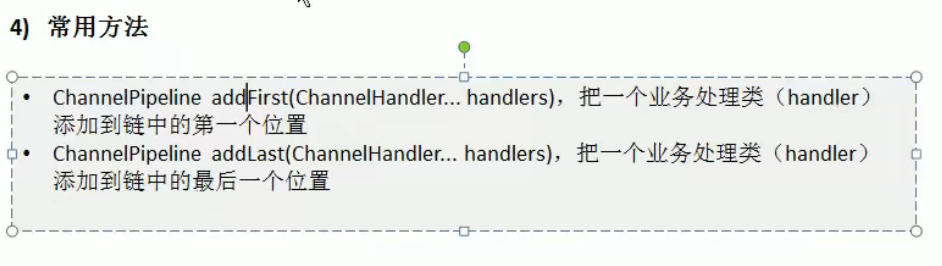 4) 常用方法
• ChannelPipeline addFirst(ChannelHandler... handlers)，把一个业务处理类（handler）
添加到链中的第一个位置
• ChannelPipeline addLast(ChannelHandler... handlers)，把一个业务处理类（handler）
添加到链中的最后一个位置